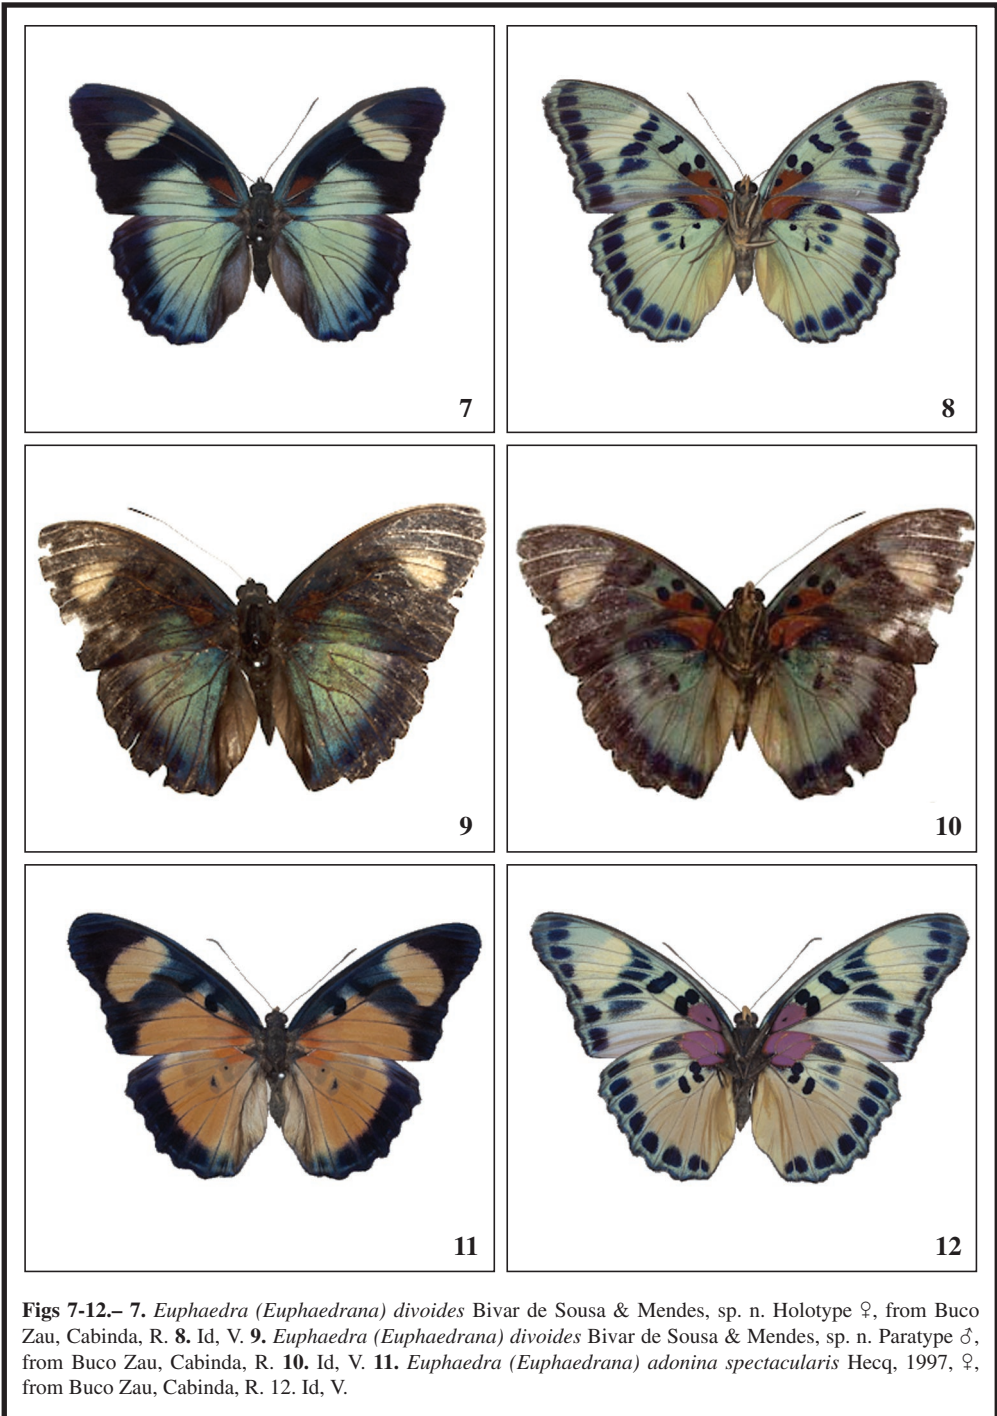 7
8
9
10
11
12
Figs 7-12.– 7. Euphaedra (Euphaedrana) divoides Bivar de Sousa & Mendes, sp. n. Holotype ♀, from Buco
Zau, Cabinda, R. 8. Id, V. 9. Euphaedra (Euphaedrana) divoides Bivar de Sousa & Mendes, sp. n. Paratype ♂,
from Buco Zau, Cabinda, R. 10. Id, V. 11. Euphaedra (Euphaedrana) adonina spectacularis Hecq, 1997, ♀,
from Buco Zau, Cabinda, R. 12. Id, V.